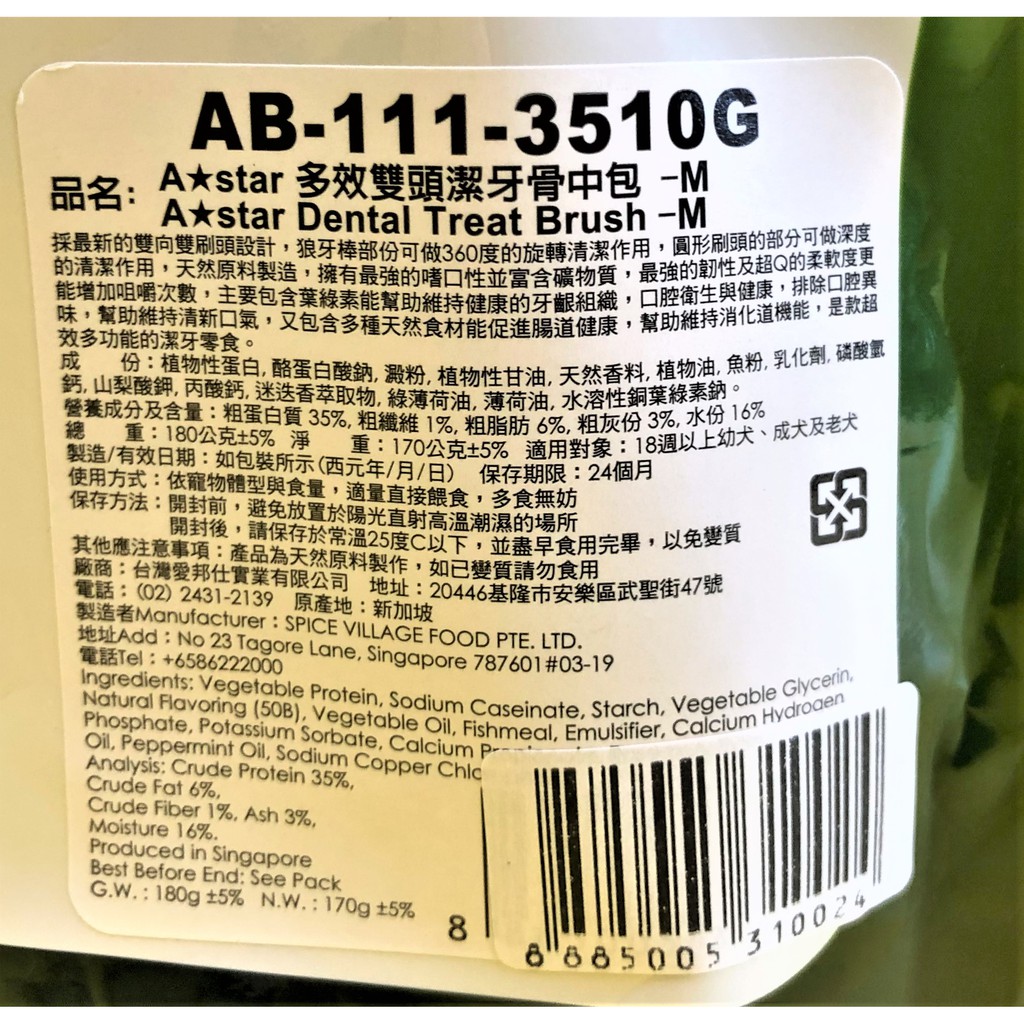 AB-111-3510G
品名: A★star 多效雙頭潔牙骨中包 -M
A★star Dental Treat Brush -M
採最新的雙向雙刷頭設計，狼牙棒部份可做360度的旋轉清潔作用，圓形刷頭的部分可做深度
的清潔作用，天然原料製造，擁有最強的嗜口性並富含礦物質，最強的韌性及超Q的柔軟度更
能增加咀嚼次數，主要包含葉綠素能幫助維持健康的牙齦組織，口腔衛生與健康，排除口腔異
味，幫助維持清新口氣，又包含多種天然食材能促進腸道健康，幫助維持消化道機能，是款超
效多功能的潔牙零食。
成　　份：植物性蛋白, 酪蛋白酸鈉, 澱粉, 植物性甘油, 天然香料, 植物油, 魚粉, 乳化劑, 磷酸氫
鈣, 山梨酸鉀, 丙酸鈣, 迷迭香萃取物, 綠薄荷油, 薄荷油, 水溶性銅葉綠素鈉。
營養成分及含量：粗蛋白質 35%, 粗纖維 1%, 粗脂肪 6%, 粗灰份 3%, 水份 16%
總　　重：180公克±5%　淨　　重：170公克±5%　適用對象：18週以上幼犬、成犬及老犬
製造/有效日期：如包裝所示(西元年/月/日)　保存期限：24個月
使用方式：依寵物體型與食量，適量直接餵食，多食無妨
保存方法：開封前，避免放置於陽光直射高溫潮濕的場所
開封後，請保存於常溫25度C以下，並盡早食用完畢，以免變質
其他應注意事項：產品為天然原料製作，如已變質請勿食用
廠商：台灣愛邦仕實業有限公司　地址：20446基隆市安樂區武聖街47號
電話：(02) 2431-2139　原產地：新加坡
製造者Manufacturer：SPICE VILLAGE FOOD PTE. LTD.
地址Add：No 23 Tagore Lane, Singapore 787601#03-19
電話Tel：+6586222000
Ingredients: Vegetable Protein, Sodium Caseinate, Starch, Vegetable Glycerin,
Natural Flavoring (50B), Vegetable Oil, Fishmeal, Emulsifier, Calcium Hydrogen
Phosphate, Potassium Sorbate, Calcium
Oil, Peppermint Oil, Sodium Copper
Analysis: Crude Protein 35%,
Crude Fat 6%,
Crude Fiber 1%, Ash 3%,
Moisture 16%.
Produced in Singapore
Best Before End: See Pack
G.W. : 180g ±5%　N.W. : 170g ±5%
8
8 885005 310024